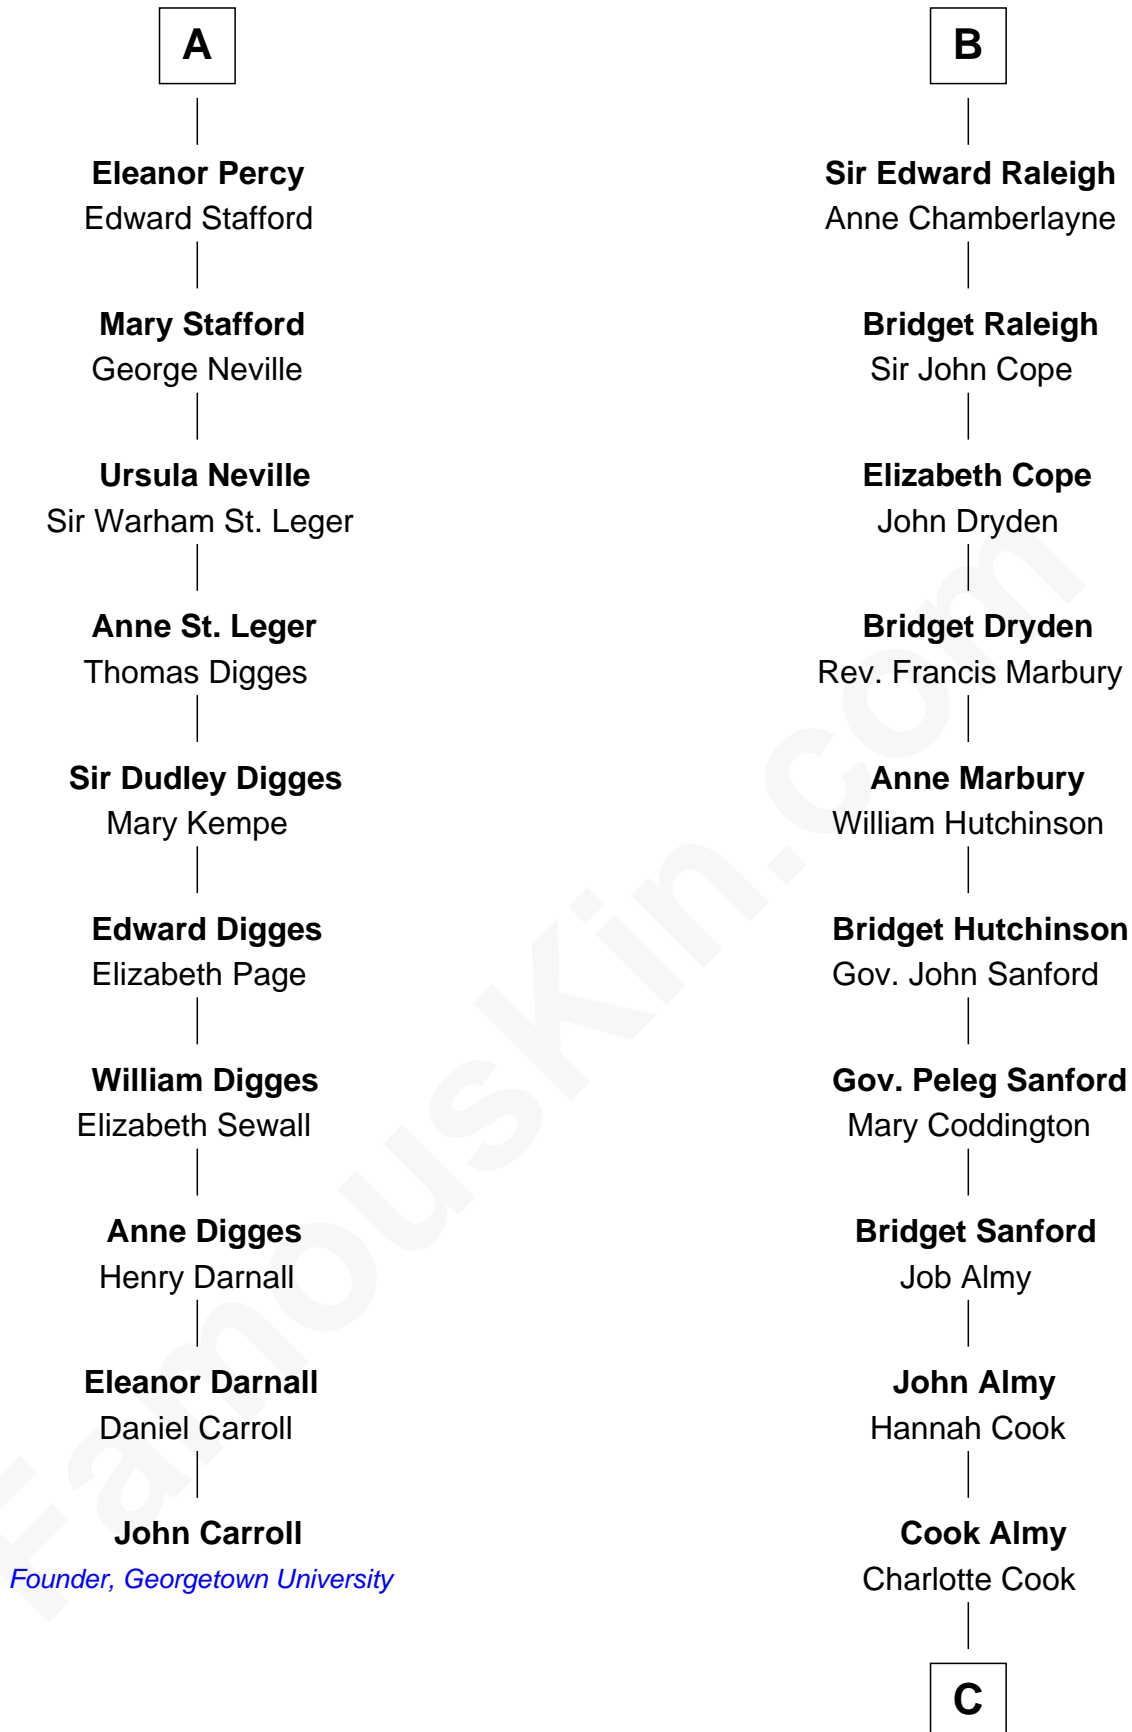 A
Eleanor Percy
Edward Stafford
Mary Stafford
George Neville
Ursula Neville
Sir Warham St. Leger
Anne St. Leger
Thomas Digges
Sir Dudley Digges
Mary Kempe
Edward Digges
Elizabeth Page
William Digges
Elizabeth Sewall
Anne Digges
Henry Darnall
Eleanor Darnall
Daniel Carroll
John Carroll
Founder, Georgetown University
B
Sir Edward Raleigh
Anne Chamberlayne
Bridget Raleigh
Sir John Cope
Elizabeth Cope
John Dryden
Bridget Dryden
Rev. Francis Marbury
Anne Marbury
William Hutchinson
Bridget Hutchinson
Gov. John Sanford
Gov. Peleg Sanford
Mary Coddington
Bridget Sanford
Job Almy
John Almy
Hannah Cook
Cook Almy
Charlotte Cook
C
FamousKin.com